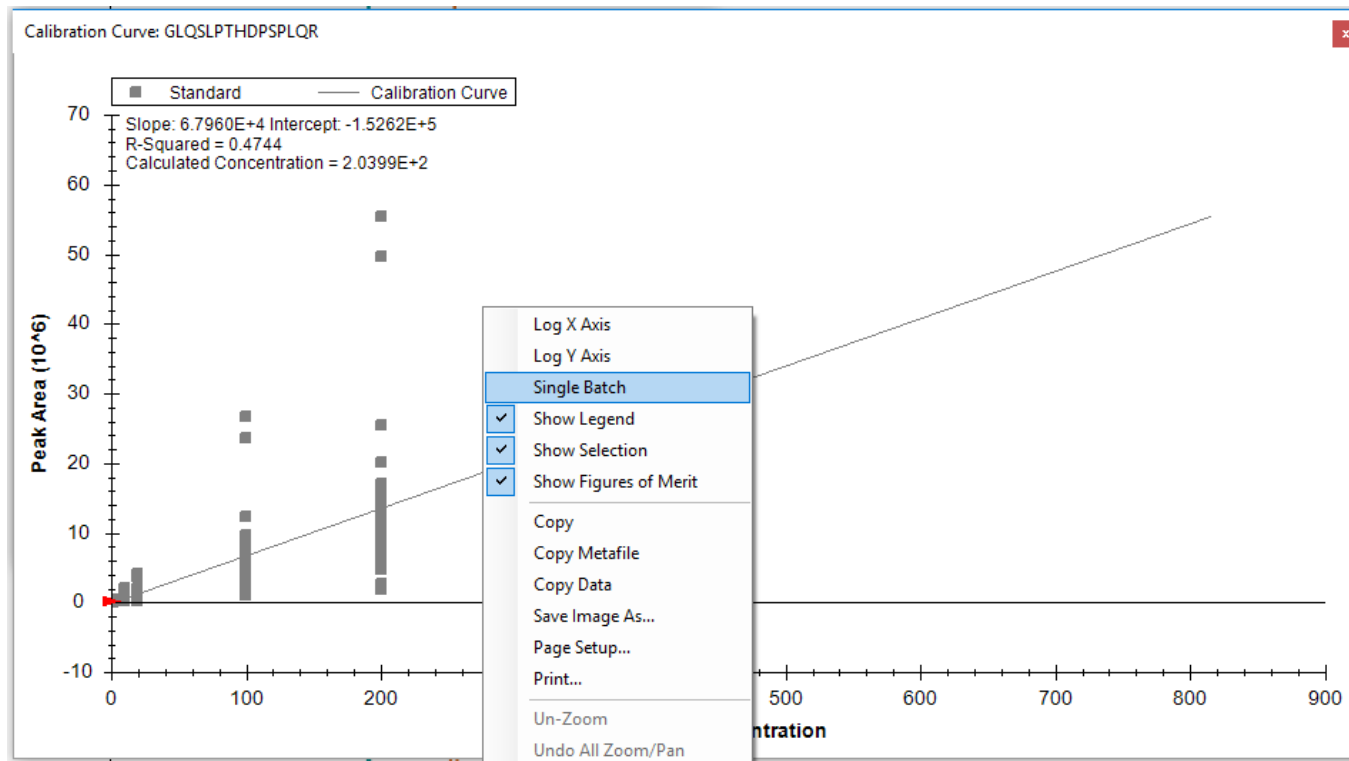 Calibration Curve: GLQSLPTHDPSPLQR
x
Standard
Calibration Curve
Slope: 6.7960E+4 Intercept: -1.5262E+5
R-Squared = 0.4744
Calculated Concentration = 2.0399E+2
Peak Area (10^6)
70
60
50
40
30
20
10
0
-10
0
100
200
500
600
700
800
900
ntration
Log X Axis
Log Y Axis
Single Batch
Show Legend
Show Selection
Show Figures of Merit
Copy
Copy Metafile
Copy Data
Save Image As...
Page Setup...
Print...
Un-Zoom
Undo All Zoom/Pan